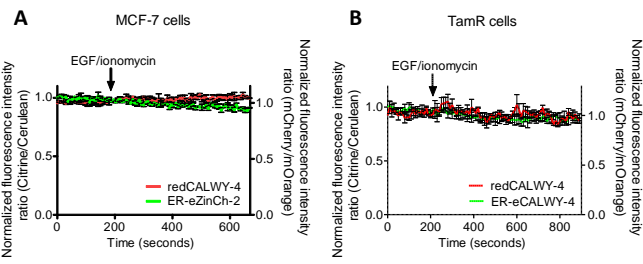 A
MCF-7 cells
EGF/ionomycin
Normalized fluorescence intensity
ratio (Citrine/Cerulean)
1.0
0.5
0.0
1.0
0.5
0.0
Normalized fluorescence intensity
ratio (mCherry/mOrange)
redCALWY-4
ER-eZinCh-2
0
200
400
600
Time (seconds)
B
TamR cells
EGF/ionomycin
Normalized fluorescence intensity
ratio (Citrine/Cerulean)
1.0
0.5
0.0
1.0
0.5
0.0
Normalized fluorescence intensity
ratio (mCherry/mOrange)
redCALWY-4
ER-eCALWY-4
0
200
400
600
800
Time (seconds)